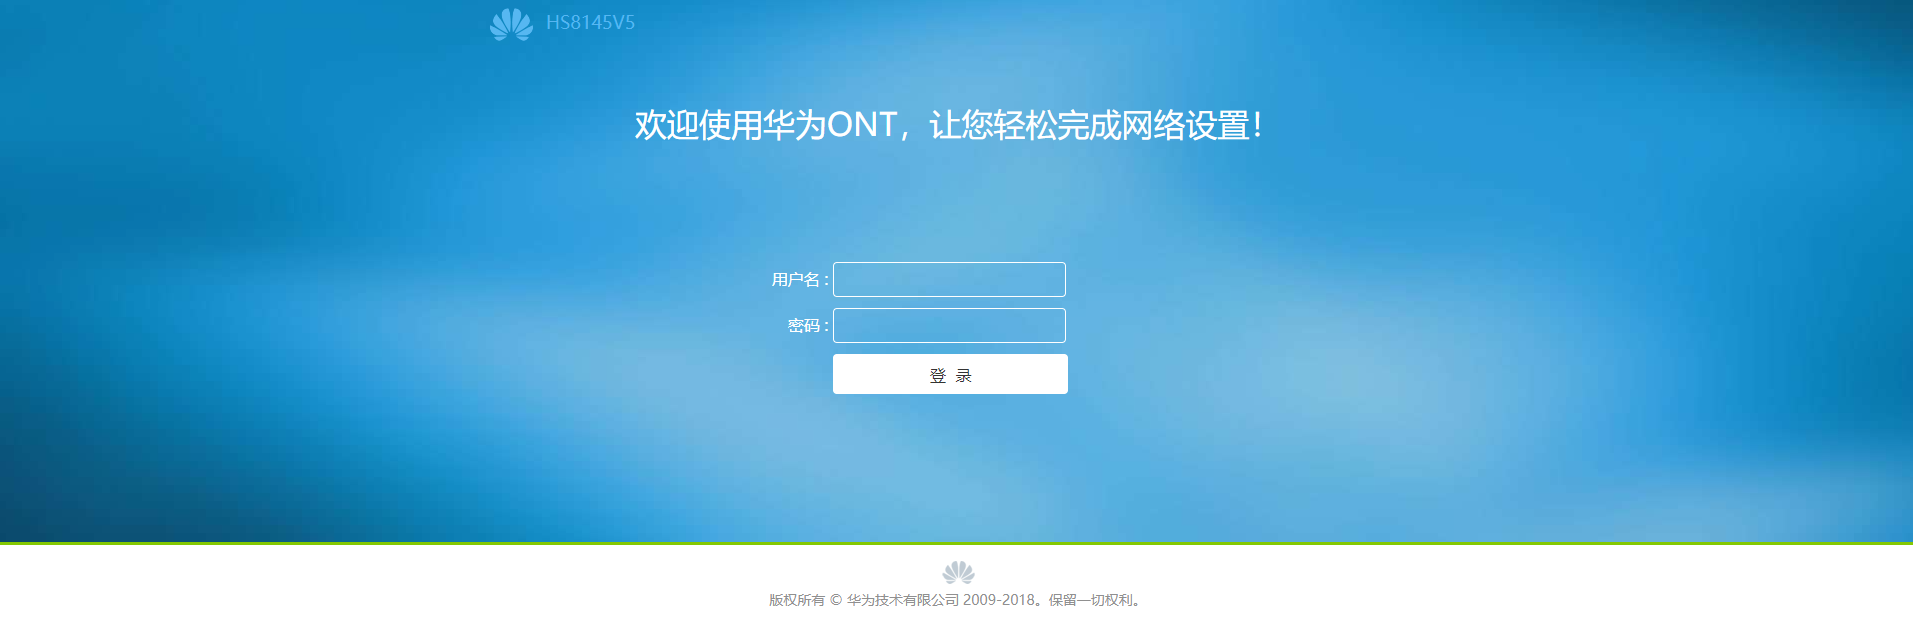 HS8145V5
欢迎使用华为ONT，让您轻松完成网络设置！
用户名 :
密码 :
登 录
版权所有 © 华为技术有限公司 2009-2018。保留一切权利。